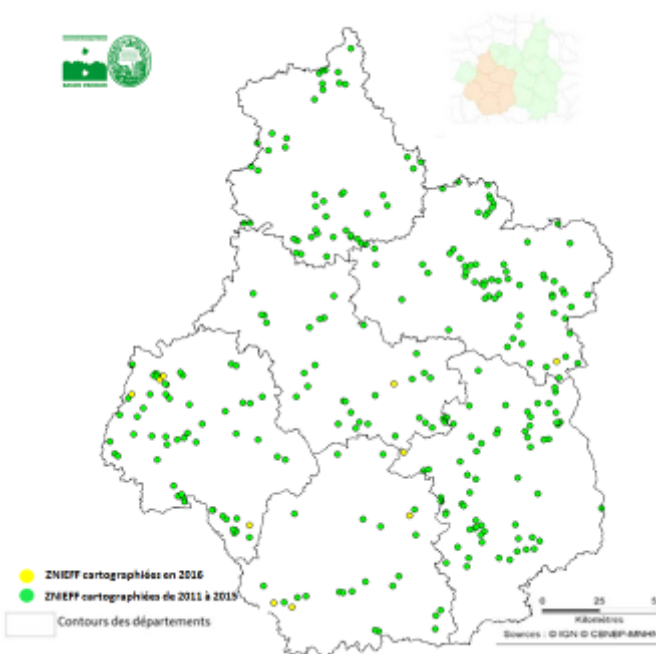 ZNIEFF cartographiées en 2016
ZNIEFF cartographiées de 2011 à 2015
Contours des départements
0 25
Kilomètres
Sources : © IGN © CBNBP-MNHN